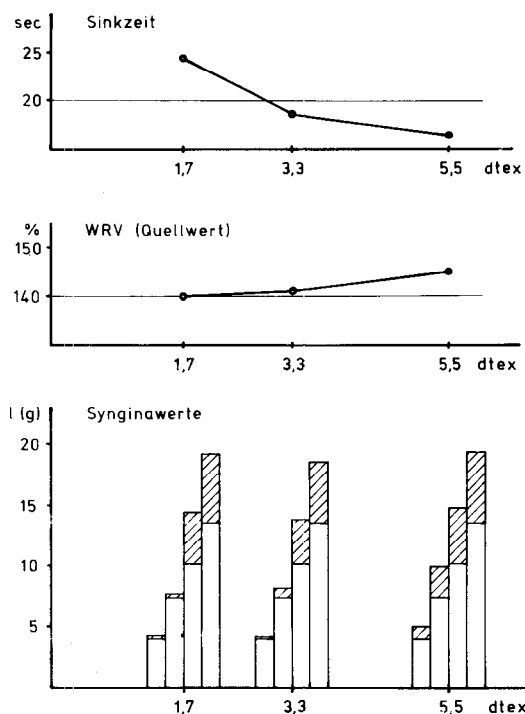 sec Sinkzeit
25
20
1,7 3,3 5,5 dtex
% WRV (Quellwert)
150
140
1,7 3,3 5,5 dtex
l (g) Synginawerte
20
15
10
5
1,7 3,3 5,5 dtex